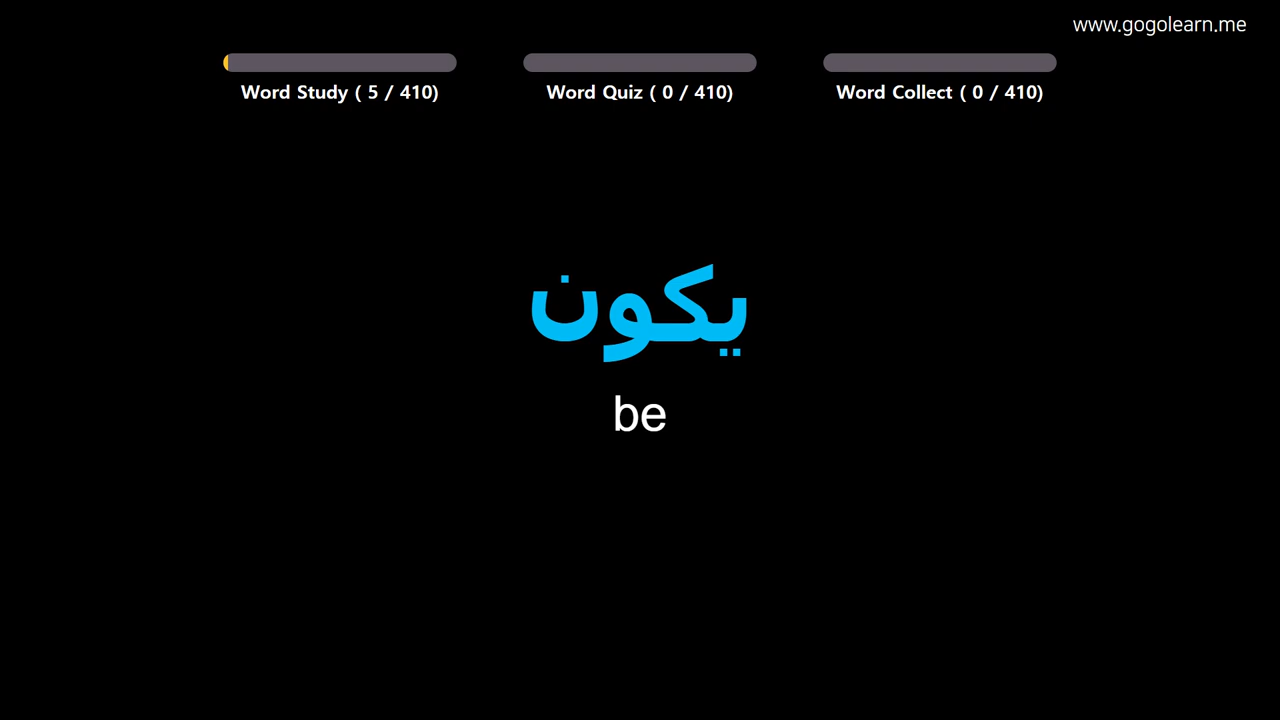 www.gogolearn.me
Word Study ( 5 / 410)
Word Quiz ( 0 / 410)
Word Collect ( 0 / 410)
يكون
be